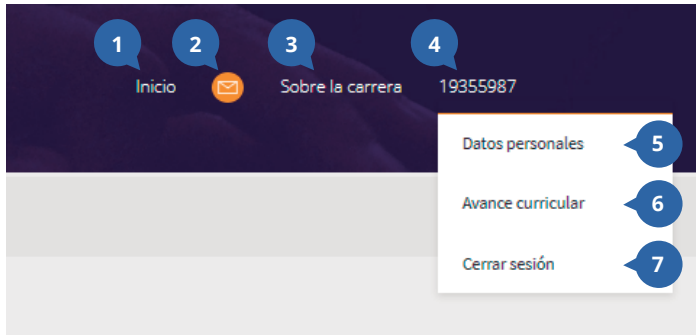 1 2 3 4
Inicio Sobre la carrera 19355987
Datos personales 5
Avance curricular 6
Cerrar sesión 7